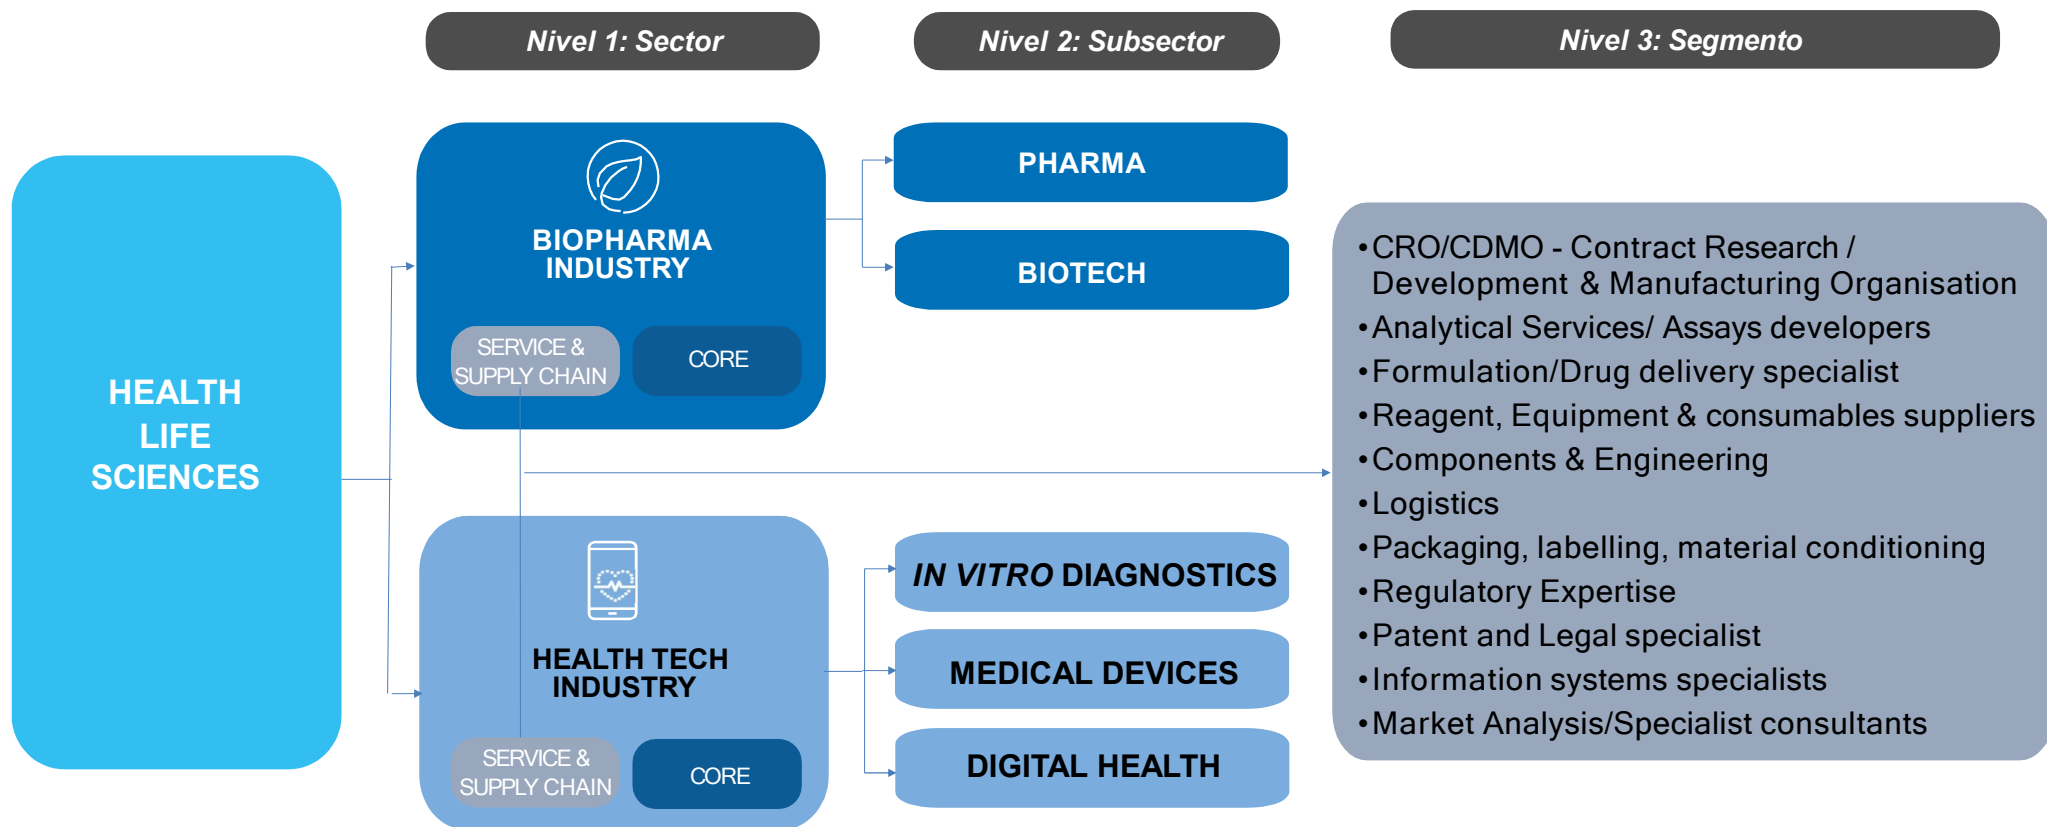 Nivel 1: Sector
Nivel 2: Subsector
Nivel 3: Segmento
HEALTH
LIFE
SCIENCES
BIOPHARMA
INDUSTRY
SERVICE &
SUPPLY CHAIN
CORE
PHARMA
BIOTECH
HEALTH TECH
INDUSTRY
SERVICE &
SUPPLY CHAIN
CORE
IN VITRO DIAGNOSTICS
MEDICAL DEVICES
DIGITAL HEALTH
•CRO/CDMO - Contract Research /
Development & Manufacturing Organisation
•Analytical Services/ Assays developers
•Formulation/Drug delivery specialist
•Reagent, Equipment & consumables suppliers
•Components & Engineering
•Logistics
•Packaging, labelling, material conditioning
•Regulatory Expertise
•Patent and Legal specialist
•Information systems specialists
•Market Analysis/Specialist consultants